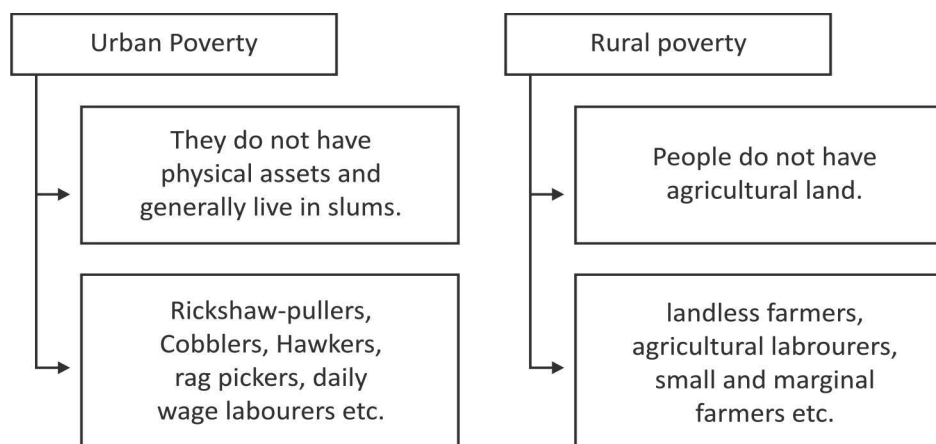 Urban Poverty
They do not have
physical assets and
generally live in slums.
Rickshaw-pullers,
Cobblers, Hawkers,
rag pickers, daily
wage labourers etc.
Rural poverty
People do not have
agricultural land.
landless farmers,
agricultural labrourers,
small and marginal
farmers etc.